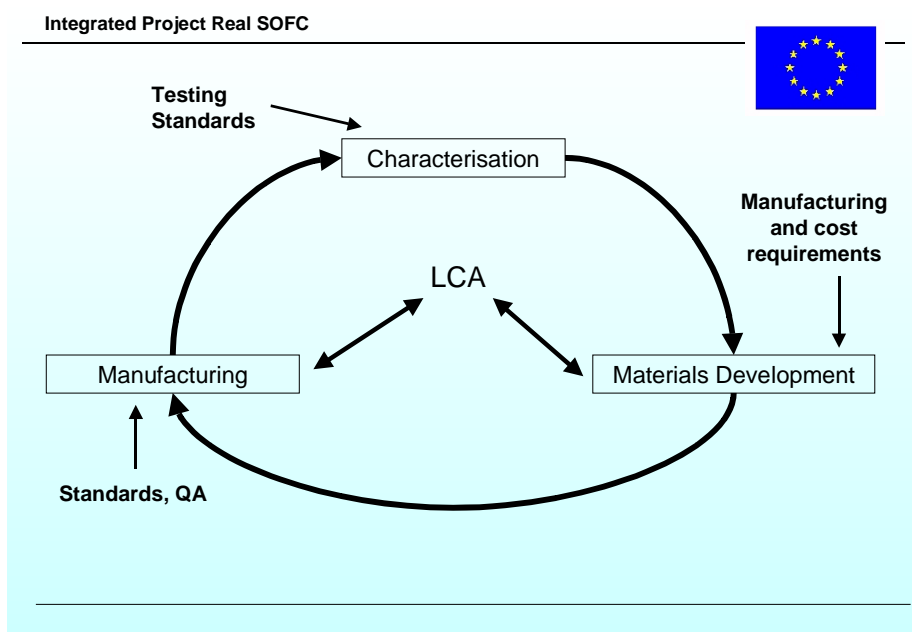 Integrated Project Real SOFC
Testing
Standards
Characterisation
Manufacturing
and cost
requirements
LCA
Manufacturing
Materials Development
Standards, QA